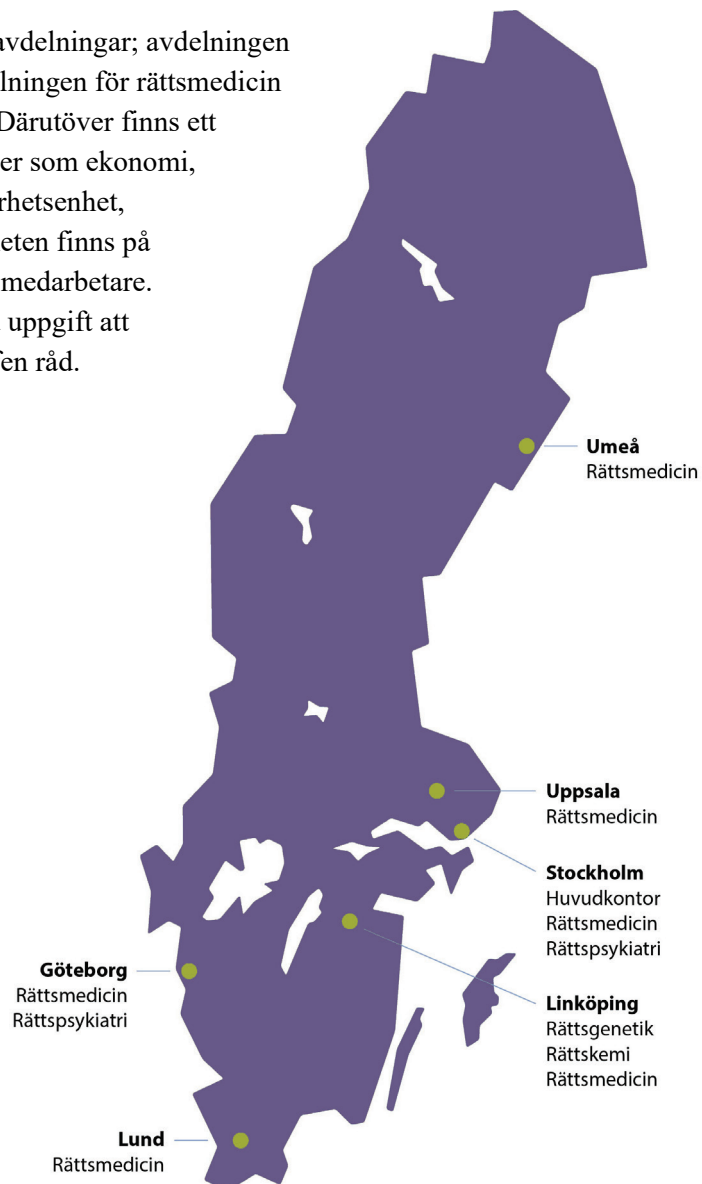 avdelningar; avdelningen
lningen för rättsmedicin
Därutöver finns ett
er som ekonomi,
rhetsenhet,
eten finns på
medarbetare.
uppgift att
en råd.
Umeå
Rättsmedicin
Uppsala
Rättsmedicin
Stockholm
Huvudkontor
Rättsmedicin
Rättspsykiatri
Göteborg
Rättsmedicin
Rättspsykiatri
Linköping
Rättsgenetik
Rättskemi
Rättsmedicin
Lund
Rättsmedicin